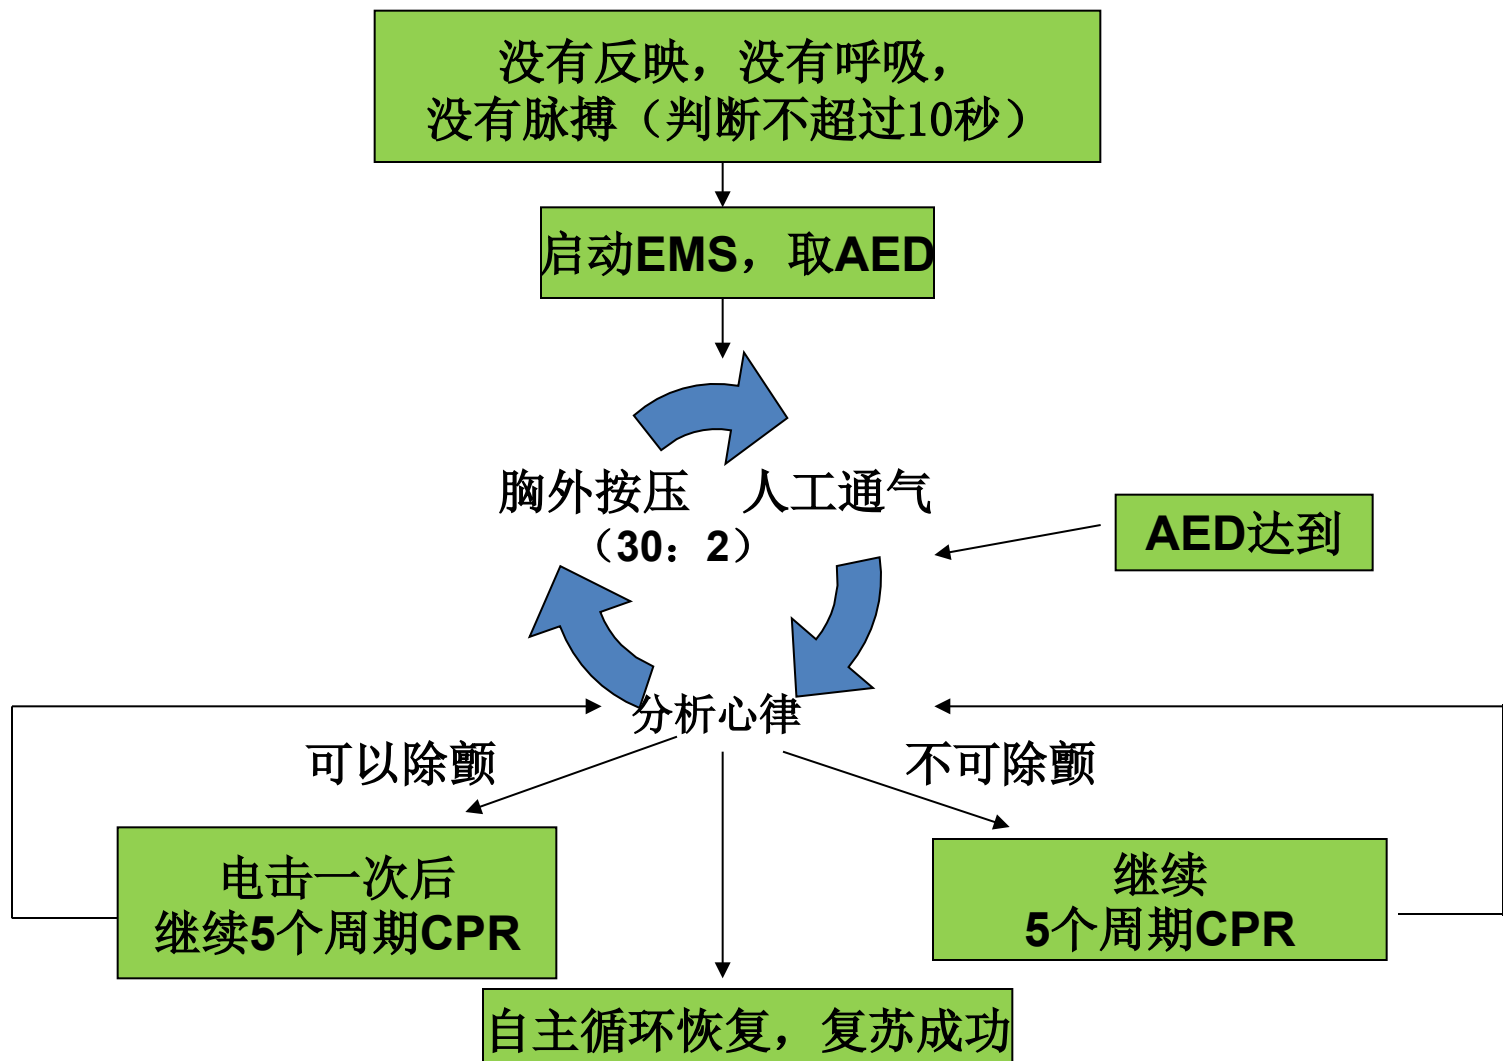 没有反映，没有呼吸，
没有脉搏（判断不超过10秒）
启动EMS，取AED
胸外按压 人工通气
（30：2）
AED达到
分析心律
可以除颤
不可除颤
电击一次后
继续5个周期CPR
继续
5个周期CPR
自主循环恢复，复苏成功